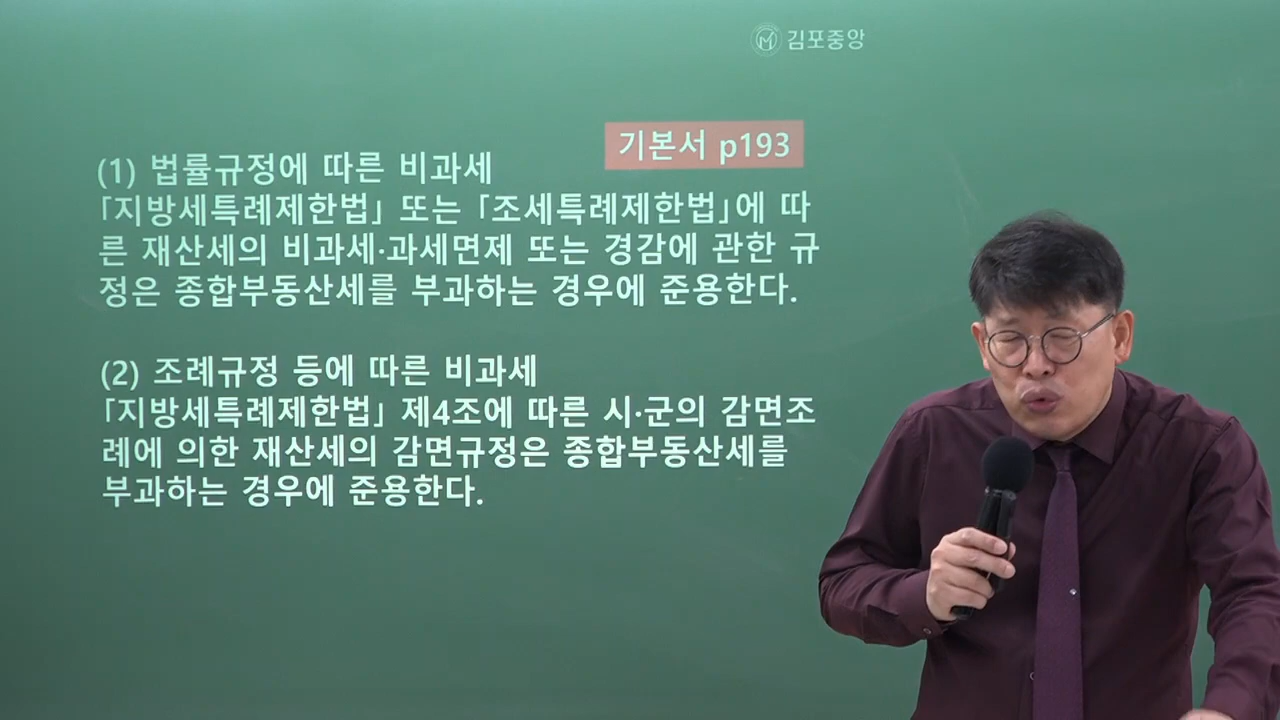 김포중앙
기본서 p193
(1) 법률규정에 따른 비과세
「지방세특례제한법」 또는 「조세특례제한법」에 따
른 재산세의 비과세·과세면제 또는 경감에 관한 규
정은 종합부동산세를 부과하는 경우에 준용한다.
(2) 조례규정 등에 따른 비과세
「지방세특례제한법」 제4조에 따른 시·군의 감면조
례에 의한 재산세의 감면규정은 종합부동산세를
부과하는 경우에 준용한다.